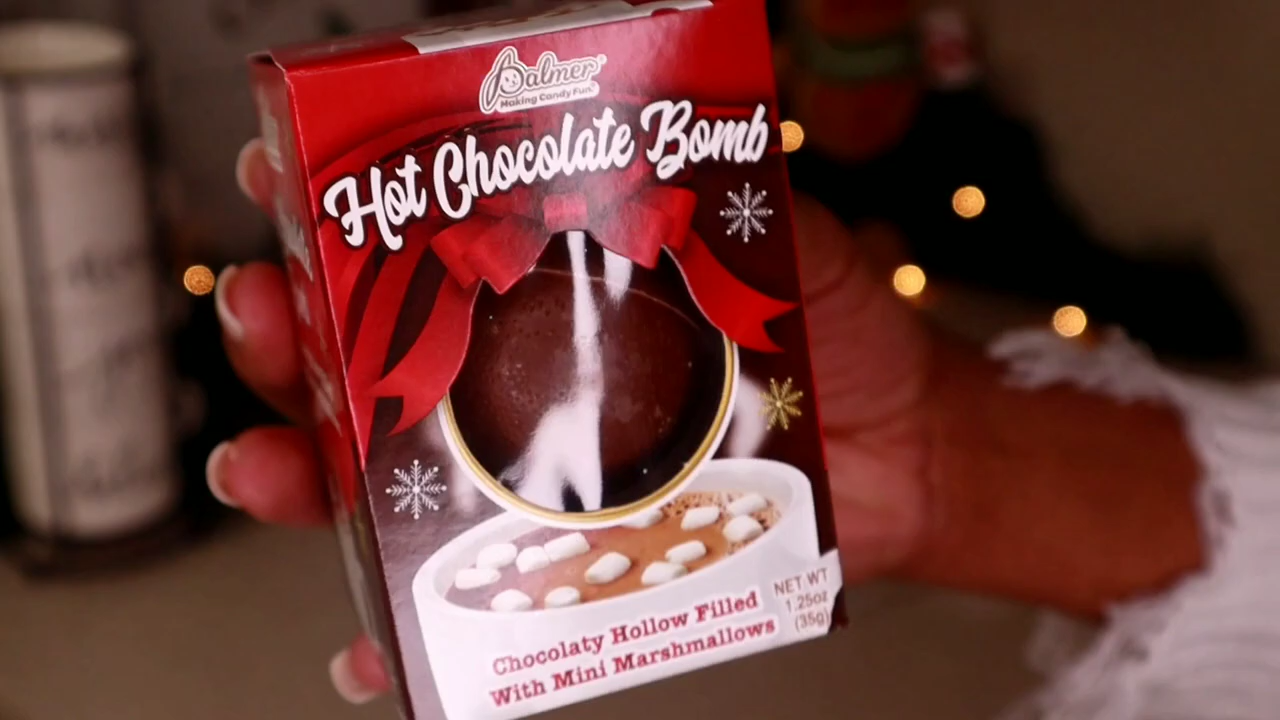 Palmer®
Making Candy Fun.®
Hot Chocolate Bomb
NET WT
1.25oz
(35g)
Chocolaty Hollow Filled
With Mini Marshmallows